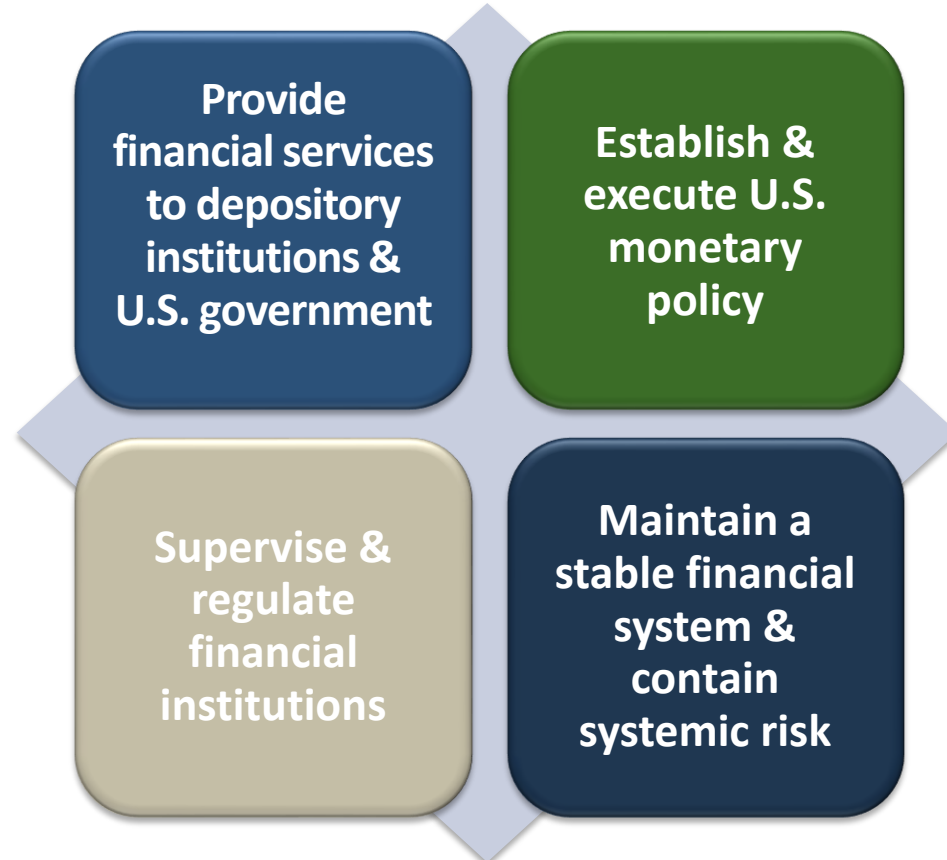 Provide
financial services
to depository
institutions &
U.S. government
Establish &
execute U.S.
monetary
policy
Supervise &
regulate
financial
institutions
Maintain a
stable financial
system &
contain
systemic risk